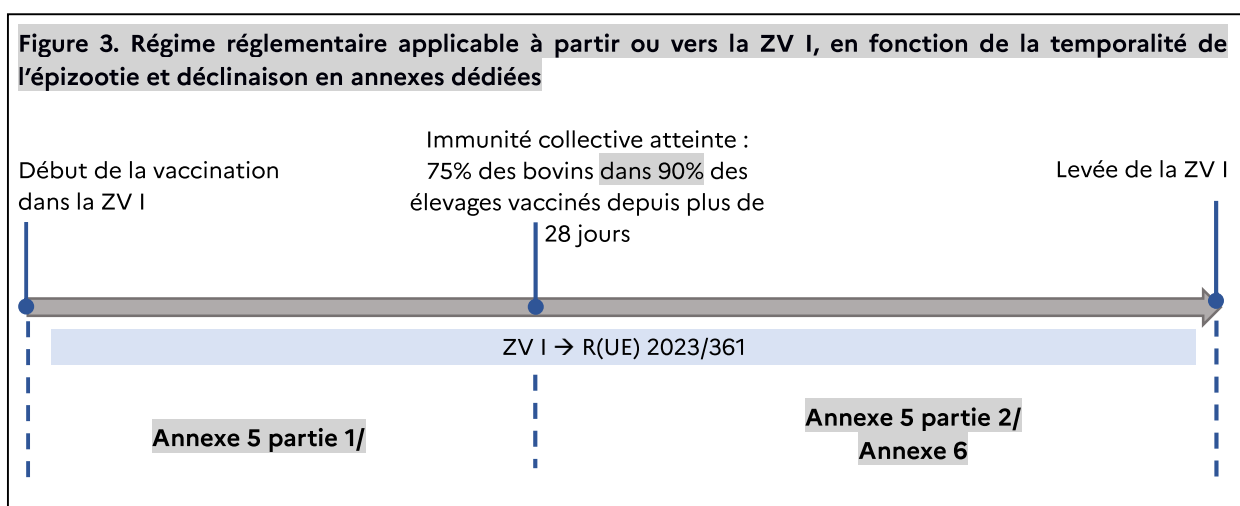 Figure 3. Régime réglementaire applicable à partir ou vers la ZV I, en fonction de la temporalité de
l’épizootie et déclinaison en annexes dédiées
Début de la vaccination
dans la ZV I
Immunité collective atteinte :
75% des bovins dans 90% des
élevages vaccinés depuis plus de
28 jours
Levée de la ZV I
ZV I → R(UE) 2023/361
Annexe 5 partie 1/
Annexe 5 partie 2/
Annexe 6